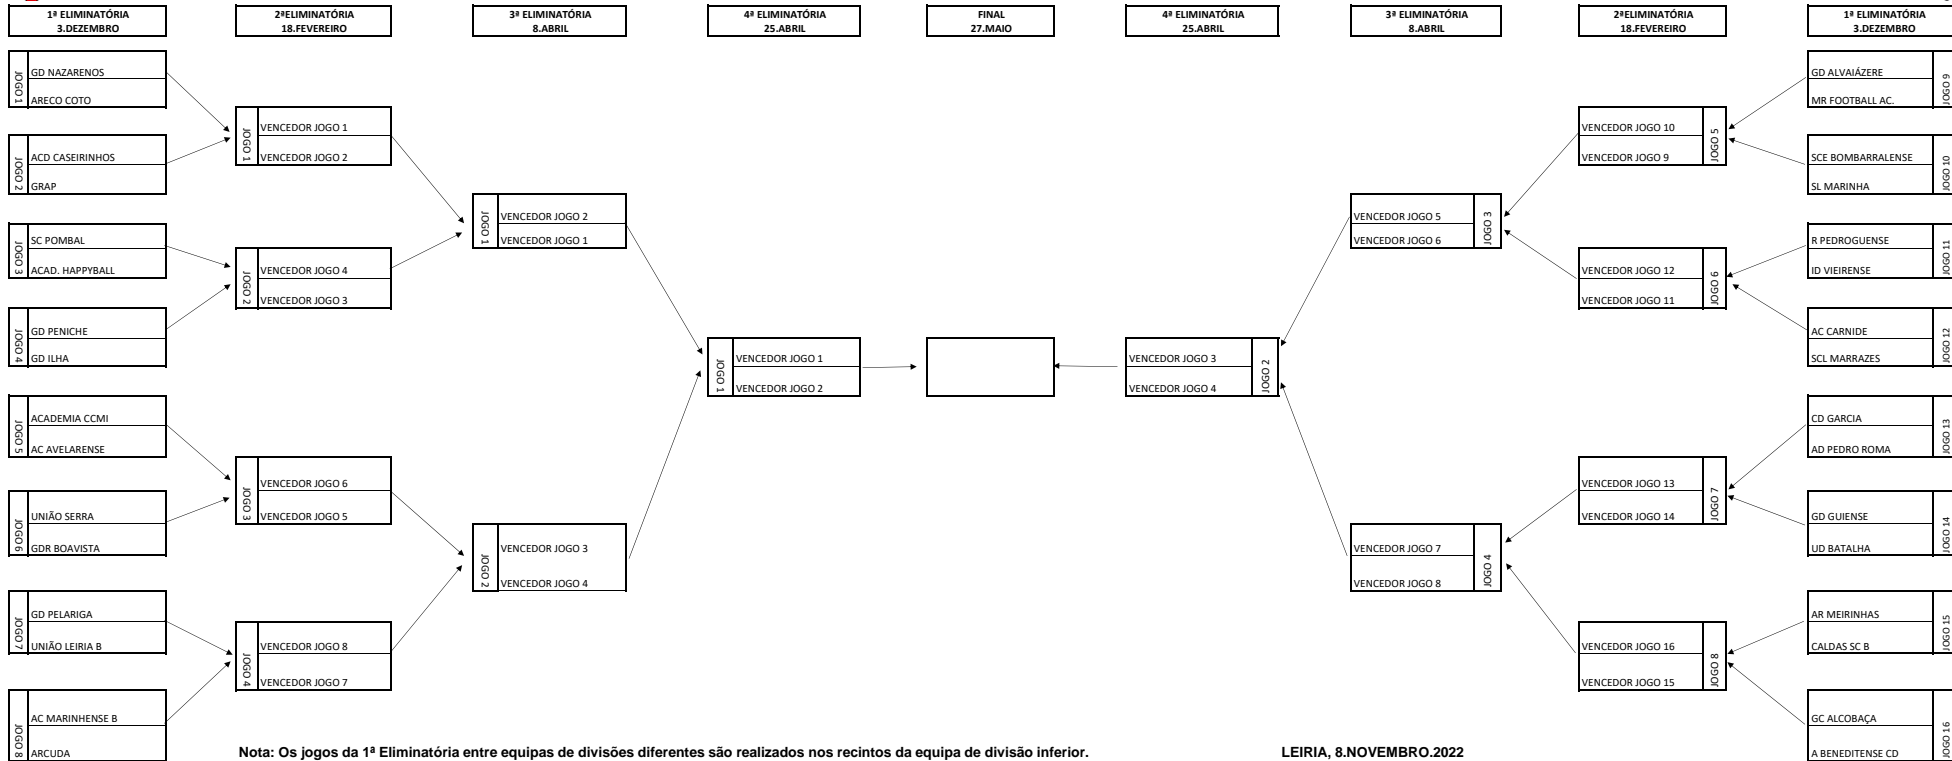 1ª ELIMINATÓRIA
3.DEZEMBRO
2ªELIMINATÓRIA
18.FEVEREIRO
3ª ELIMINATÓRIA
8.ABRIL
4ª ELIMINATÓRIA
25.ABRIL
FINAL
27.MAIO
4ª ELIMINATÓRIA
25.ABRIL
3ª ELIMINATÓRIA
8.ABRIL
2ªELIMINATÓRIA
18.FEVEREIRO
1ª ELIMINATÓRIA
3.DEZEMBRO
JOGO 1
GD NAZARENOS
ARECO COTO
JOGO 2
ACD CASEIRINHOS
GRAP
JOGO 3
SC POMBAL
ACAD. HAPPYBALL
JOGO 4
GD PENICHE
GD ILHA
JOGO 5
ACADEMIA CCMI
AC AVELARENSE
JOGO 6
UNIÃO SERRA
GDR BOAVISTA
JOGO 7
GD PELARIGA
UNIÃO LEIRIA B
JOGO 8
AC MARINHENSE B
ARCUDA
JOGO 1
VENCEDOR JOGO 1
VENCEDOR JOGO 2
JOGO 2
VENCEDOR JOGO 4
VENCEDOR JOGO 3
JOGO 3
VENCEDOR JOGO 6
VENCEDOR JOGO 5
JOGO 4
VENCEDOR JOGO 8
VENCEDOR JOGO 7
JOGO 1
VENCEDOR JOGO 2
VENCEDOR JOGO 1
JOGO 2
VENCEDOR JOGO 3
VENCEDOR JOGO 4
JOGO 1
VENCEDOR JOGO 1
VENCEDOR JOGO 2
VENCEDOR JOGO 3
VENCEDOR JOGO 4
JOGO 2
VENCEDOR JOGO 5
VENCEDOR JOGO 6
JOGO 3
VENCEDOR JOGO 7
VENCEDOR JOGO 8
JOGO 4
VENCEDOR JOGO 10
VENCEDOR JOGO 9
JOGO 5
VENCEDOR JOGO 12
VENCEDOR JOGO 11
JOGO 6
VENCEDOR JOGO 13
VENCEDOR JOGO 14
JOGO 7
VENCEDOR JOGO 16
VENCEDOR JOGO 15
JOGO 8
GD ALVAIÁZERE
MR FOOTBALL AC.
JOGO 9
SCE BOMBARRALENSE
SL MARINHA
JOGO 10
R PEDROGUENSE
ID VIEIRENSE
JOGO 11
AC CARNIDE
SCL MARRAZES
JOGO 12
CD GARCIA
AD PEDRO ROMA
JOGO 13
GD GUIENSE
UD BATALHA
JOGO 14
AR MEIRINHAS
CALDAS SC B
JOGO 15
GC ALCOBAÇA
A BENEDITENSE CD
JOGO 16
Nota: Os jogos da 1ª Eliminatória entre equipas de divisões diferentes são realizados nos recintos da equipa de divisão inferior.
LEIRIA, 8.NOVEMBRO.2022